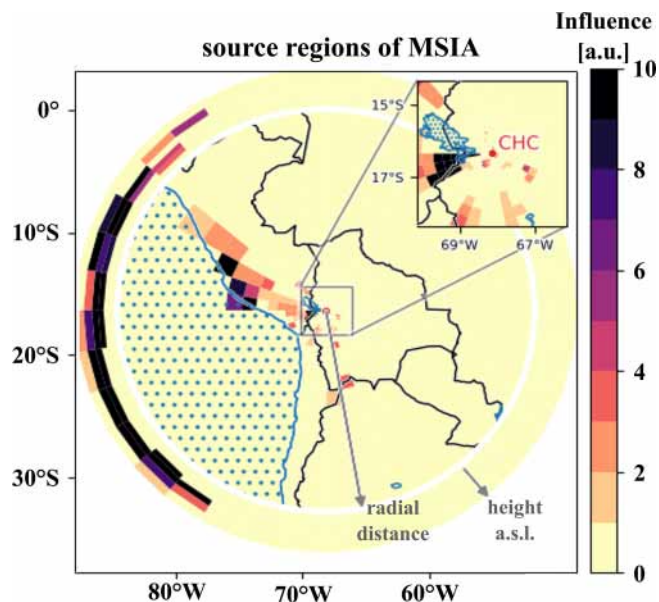 source regions of MSIA
Influence
[a.u.]
10
8
6
4
2
0
0°
10°S
20°S
30°S
80°W
70°W
60°W
15°S
17°S
69°W
67°W
CHC
radial
distance
height
a.s.l.